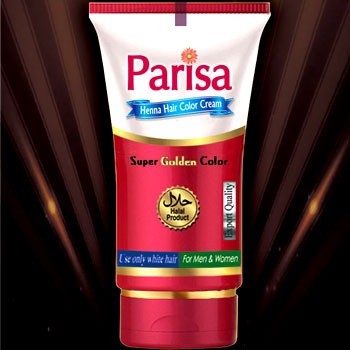 Parisa
Henna Hair Color Cream
Super Golden Color
حلال
Halal
Product
Export Quality
Use only white hair
For Men & Women